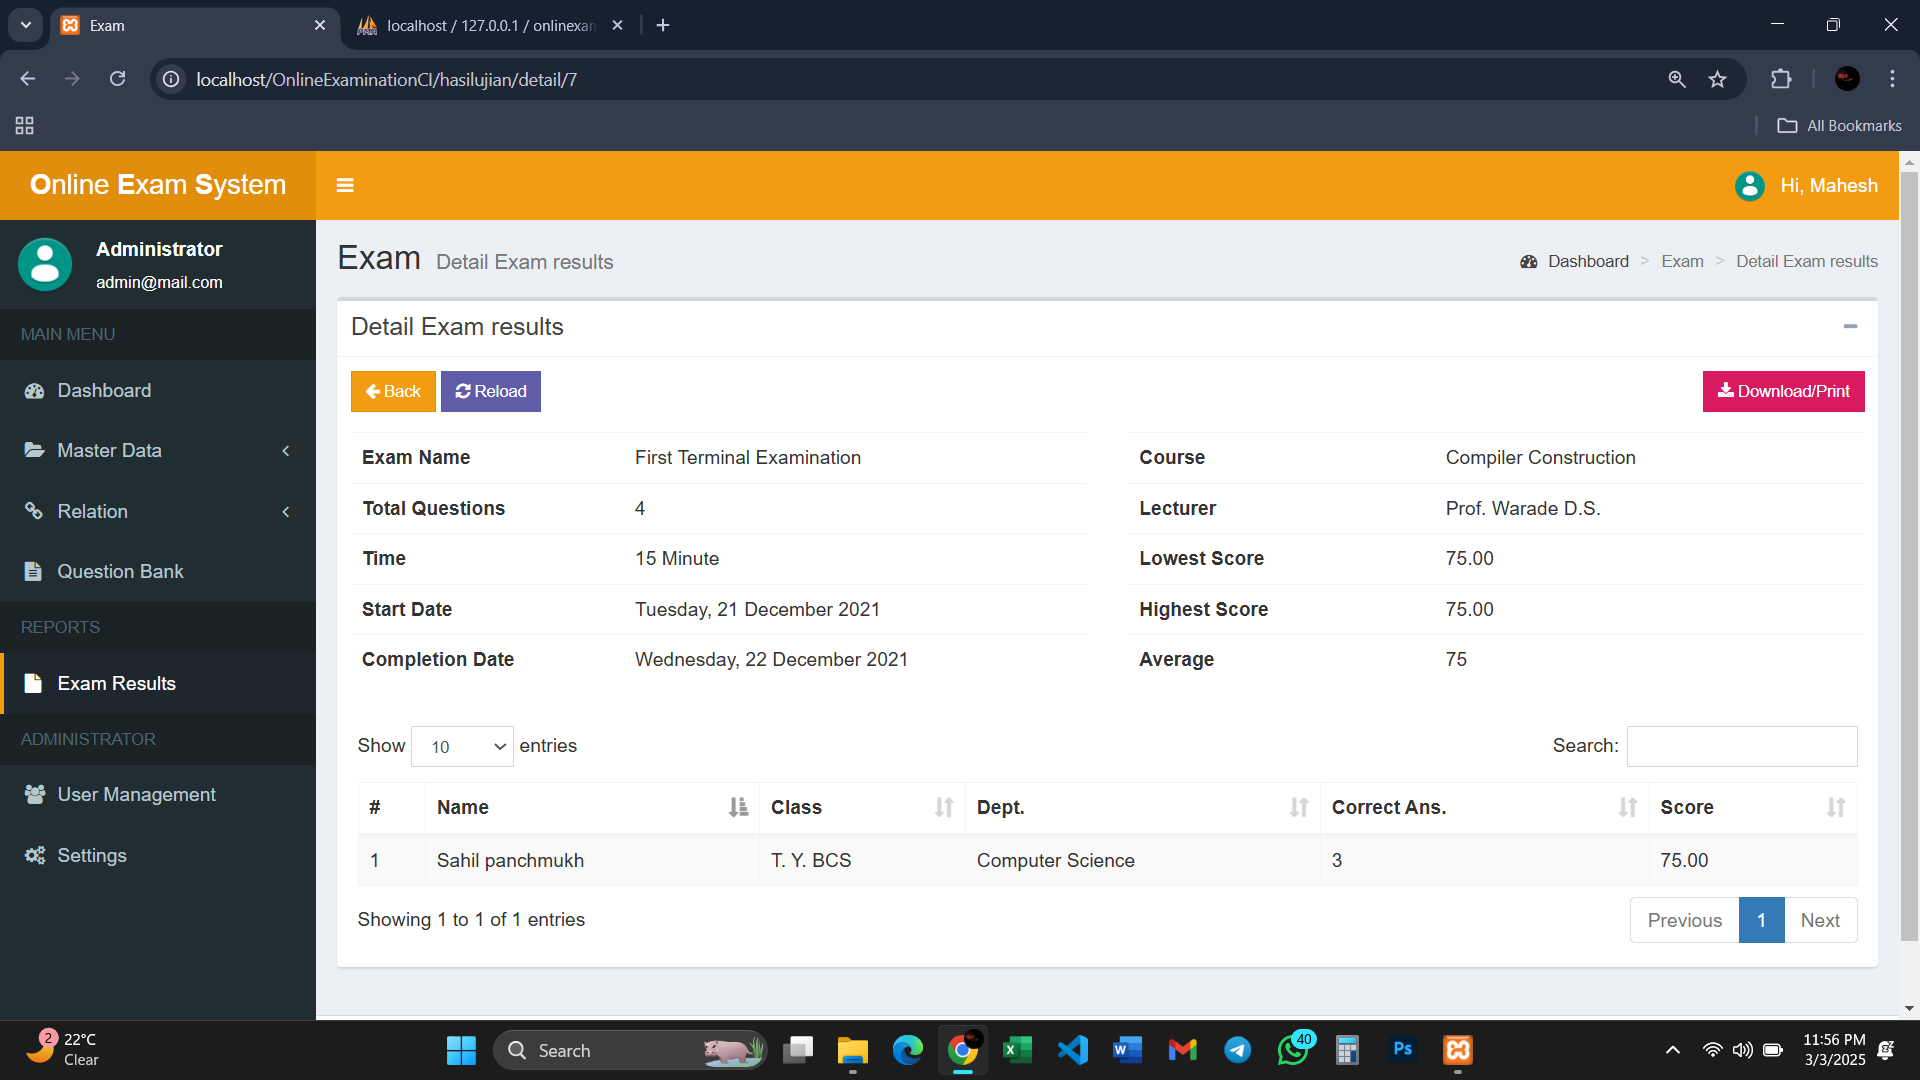 Exam
localhost / 127.0.0.1 / onlinexan
localhost/OnlineExaminationCI/hasilujian/detail/7
All Bookmarks
Online Exam System
Hi, Mahesh
Administrator
admin@mail.com
Exam Detail Exam results
Dashboard > Exam > Detail Exam results
MAIN MENU
Dashboard
Master Data
Relation
Question Bank
REPORTS
Exam Results
ADMINISTRATOR
User Management
Settings
Detail Exam results
Back Reload Download/Print
Exam Name First Terminal Examination
Total Questions 4
Time 15 Minute
Start Date Tuesday, 21 December 2021
Completion Date Wednesday, 22 December 2021
Course Compiler Construction
Lecturer Prof. Warade D.S.
Lowest Score 75.00
Highest Score 75.00
Average 75
Show 10 entries Search:
# Name Class Dept. Correct Ans. Score
1 Sahil panchmukh T. Y. BCS Computer Science 3 75.00
Showing 1 to 1 of 1 entries
Previous 1 Next
2
22°C
Clear
Search
W
40
Ps
11:56 PM
3/3/2025